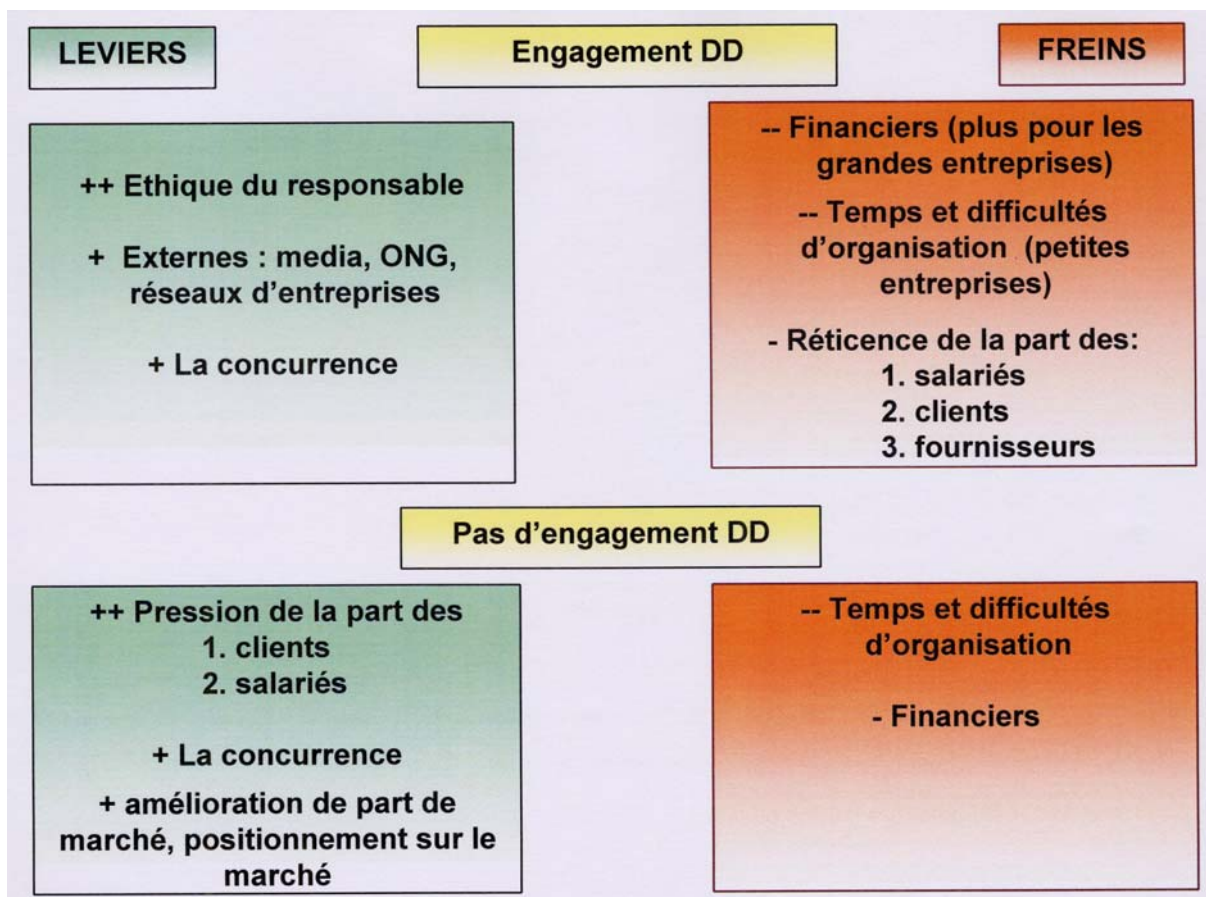 LEVIERS
Engagement DD
FREINS
++ Ethique du responsable
+ Externes : media, ONG,
réseaux d'entreprises
+ La concurrence
-- Financiers (plus pour les
grandes entreprises)
-- Temps et difficultés
d'organisation (petites
entreprises)
- Réticence de la part des:
1. salariés
2. clients
3. fournisseurs
Pas d'engagement DD
++ Pression de la part des
1. clients
2. salariés
+ La concurrence
+ amélioration de part de
marché, positionnement sur le
marché
-- Temps et difficultés
d'organisation
- Financiers